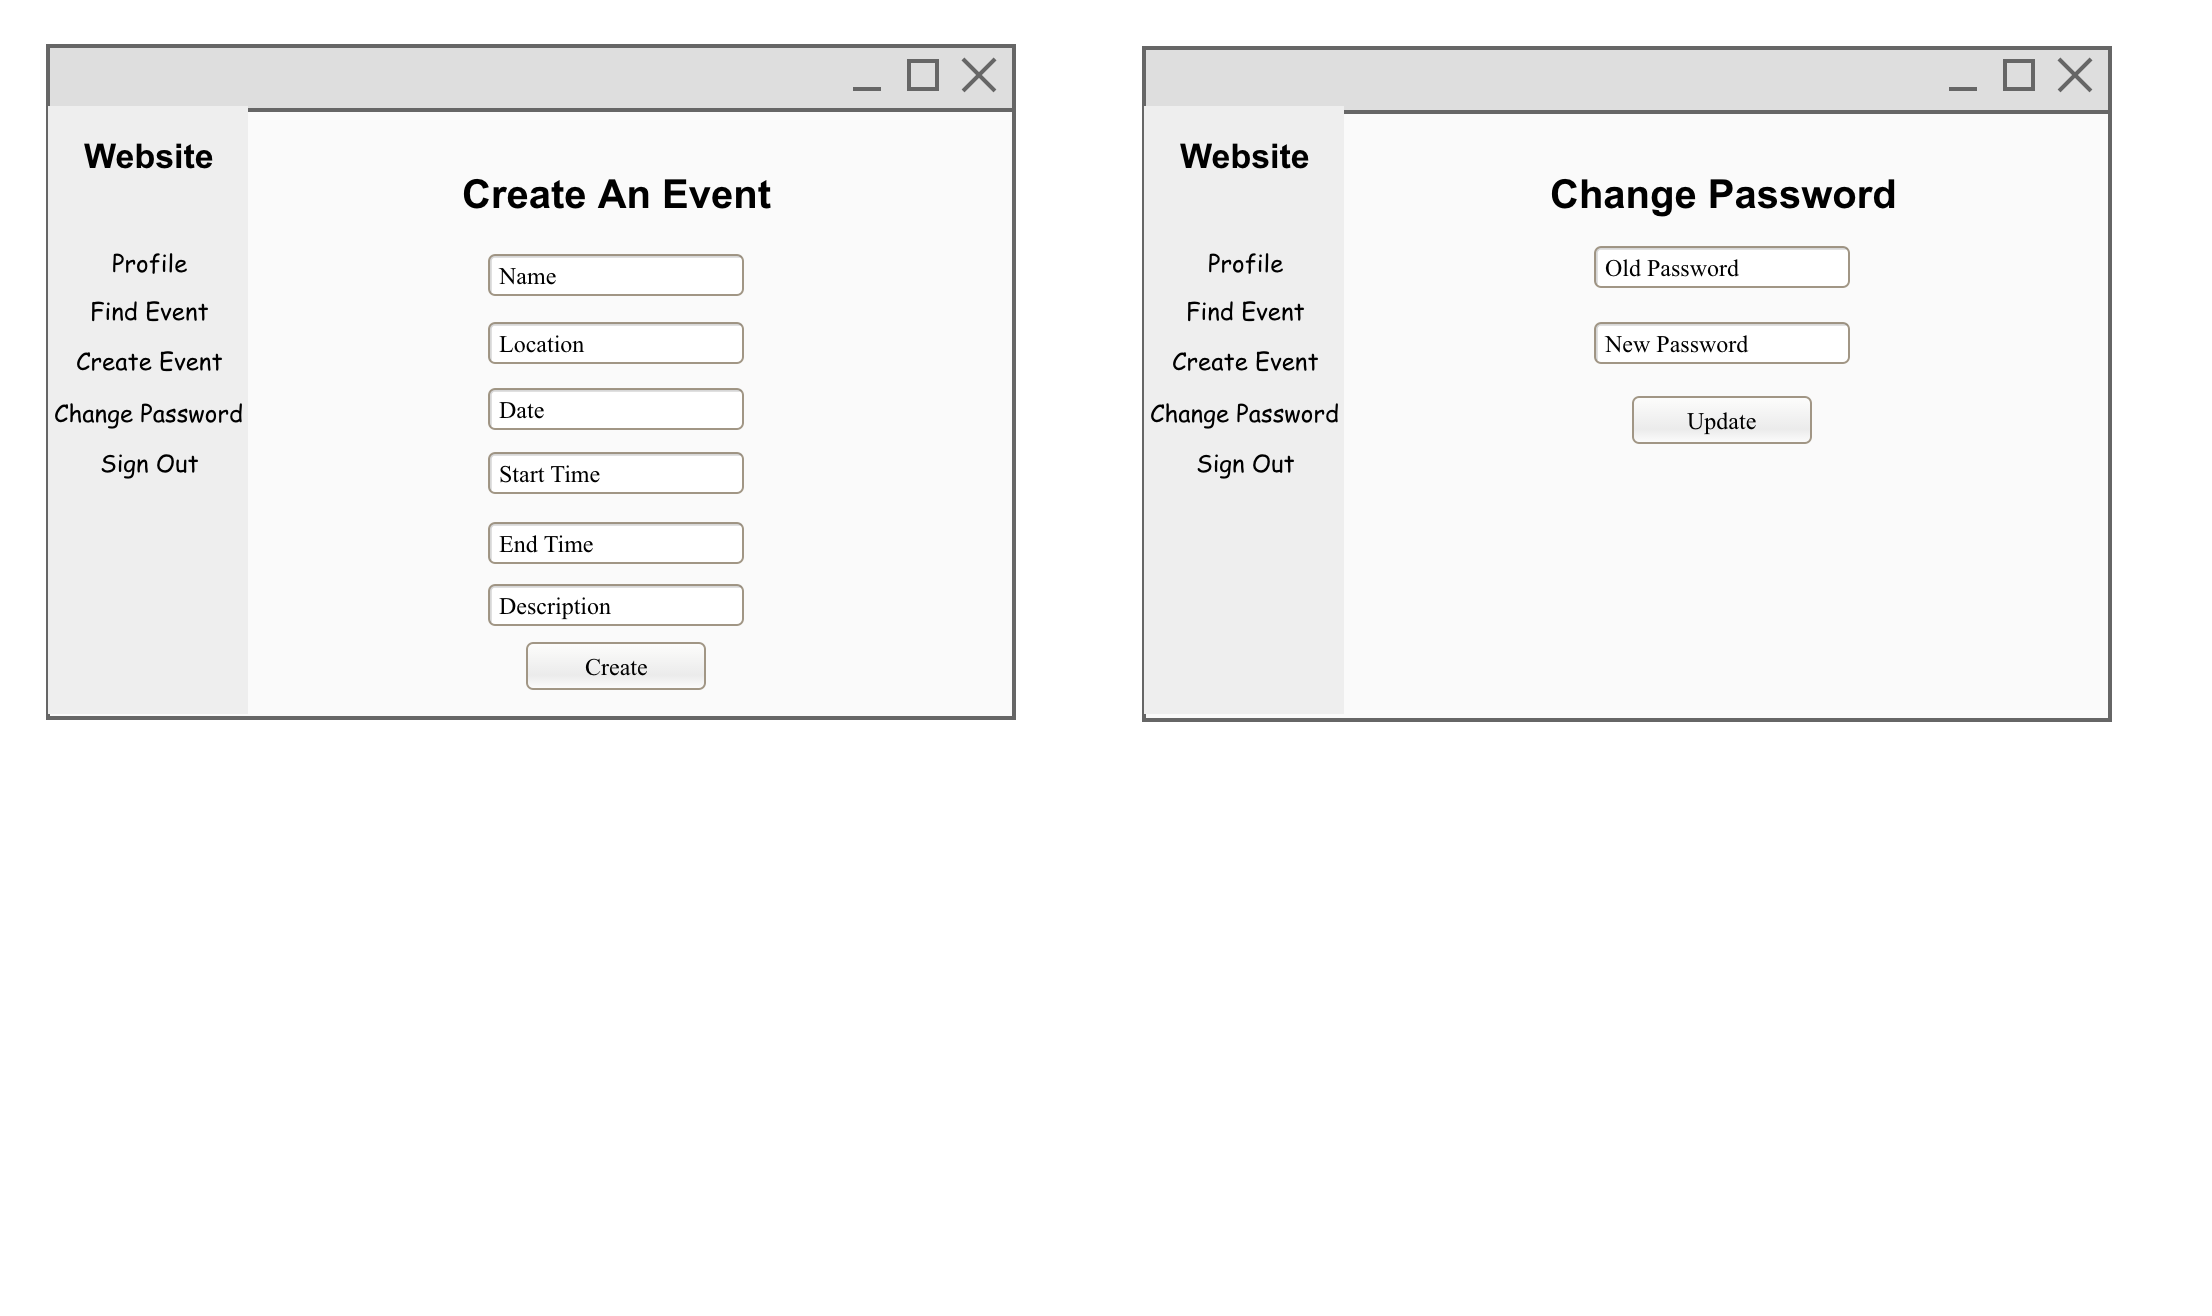 Website
Profile
Find Event
Create Event
Change Password
Sign Out
Create An Event
Name
Location
Date
Start Time
End Time
Description
Create
Website
Profile
Find Event
Create Event
Change Password
Sign Out
Change Password
Old Password
New Password
Update